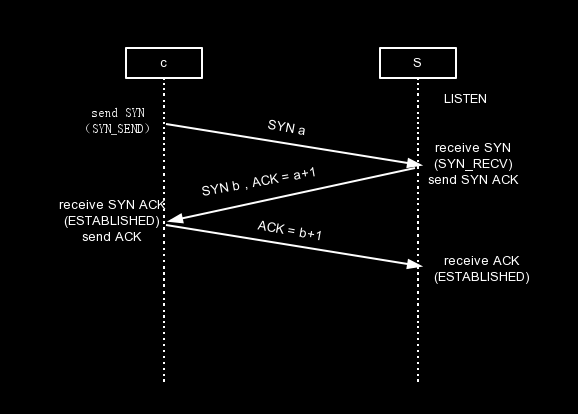 c
S
LISTEN
send SYN
（SYN_SEND）
SYN a
receive SYN
(SYN_RECV)
send SYN ACK
SYN b , ACK = a+1
receive SYN ACK
(ESTABLISHED)
send ACK
ACK = b+1
receive ACK
(ESTABLISHED)